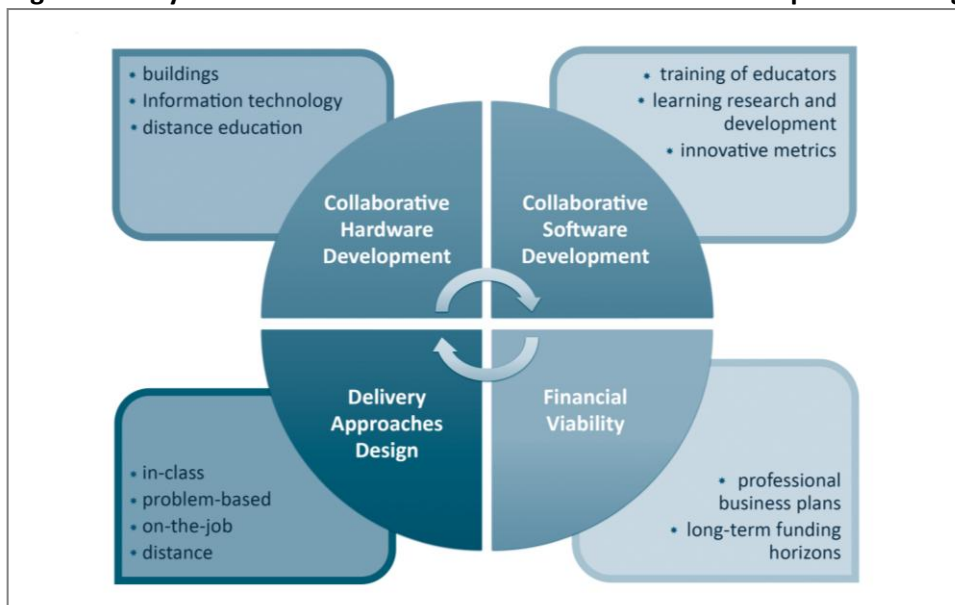 • buildings
• Information technology
• distance education
• training of educators
• learning research and
development
• innovative metrics
Collaborative
Hardware
Development
Collaborative
Software
Development
Delivery
Approaches
Design
Financial
Viability
• in-class
• problem-based
• on-the-job
• distance
• professional
business plans
• long-term funding
horizons